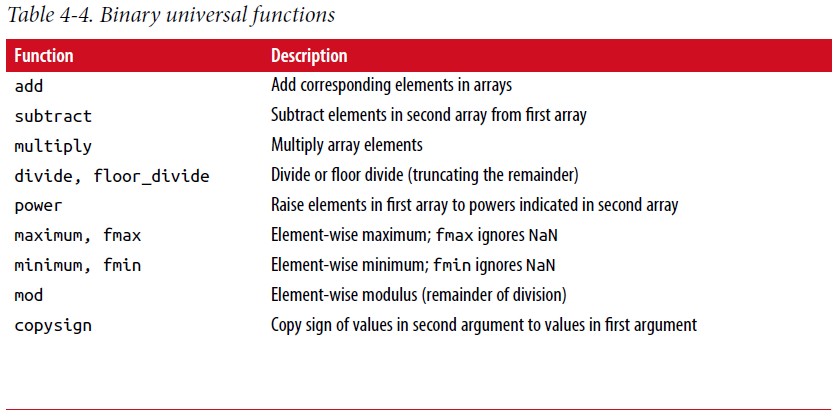 Table 4-4. Binary universal functions
Function Description
add Add corresponding elements in arrays
subtract Subtract elements in second array from first array
multiply Multiply array elements
divide, floor_divide Divide or floor divide (truncating the remainder)
power Raise elements in first array to powers indicated in second array
maximum, fmax Element-wise maximum; fmax ignores NaN
minimum, fmin Element-wise minimum; fmin ignores NaN
mod Element-wise modulus (remainder of division)
copysign Copy sign of values in second argument to values in first argument